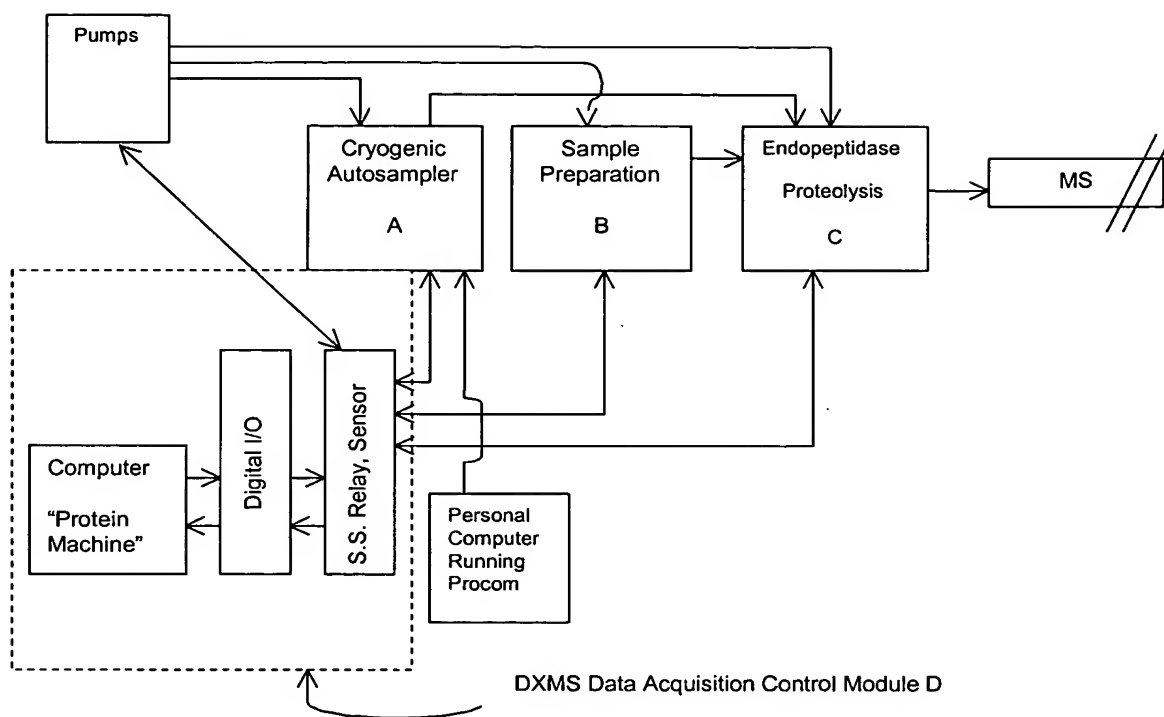 Pumps
Cryogenic
Autosampler
A
Sample
Preparation
B
Endopeptidase
Proteolysis
C
MS
Computer
“Protein
Machine”
Digital I/O
S.S. Relay, Sensor
Personal
Computer
Running
Procom
DXMS Data Acquisition Control Module D